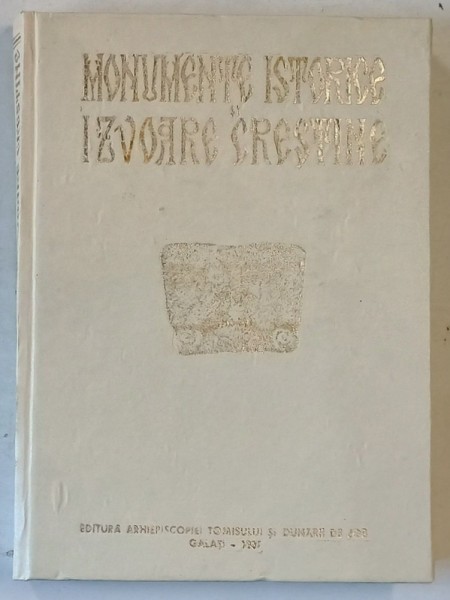 MONUMENTE ISTORICE
ȘI
IZVOARE CREȘTINE
EDITURA ARHIEPISCOPIEI TOMISULUI ȘI DUNĂRII DE JOS
GALAȚI -